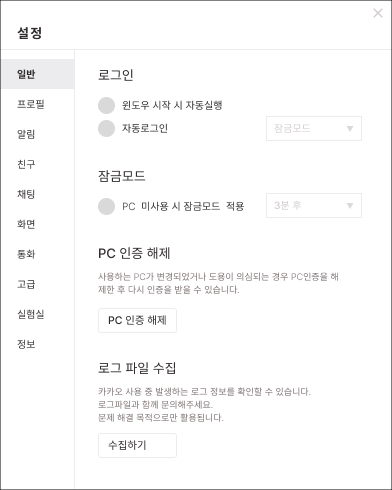 설정
일반
프로필
알림
친구
채팅
화면
통화
고급
실험실
정보
로그인
윈도우 시작 시 자동실행
자동로그인
잠금모드
잠금모드
PC 미사용 시 잠금모드 적용
3분 후
PC 인증 해제
사용하는 PC가 변경되었거나 도용이 의심되는 경우 PC인증을 해
제한 후 다시 인증을 받을 수 있습니다.
PC 인증 해제
로그 파일 수집
카카오 사용 중 발생하는 로그 정보를 확인할 수 있습니다.
로그파일과 함께 문의해주세요.
문제 해결 목적으로만 활용됩니다.
수집하기